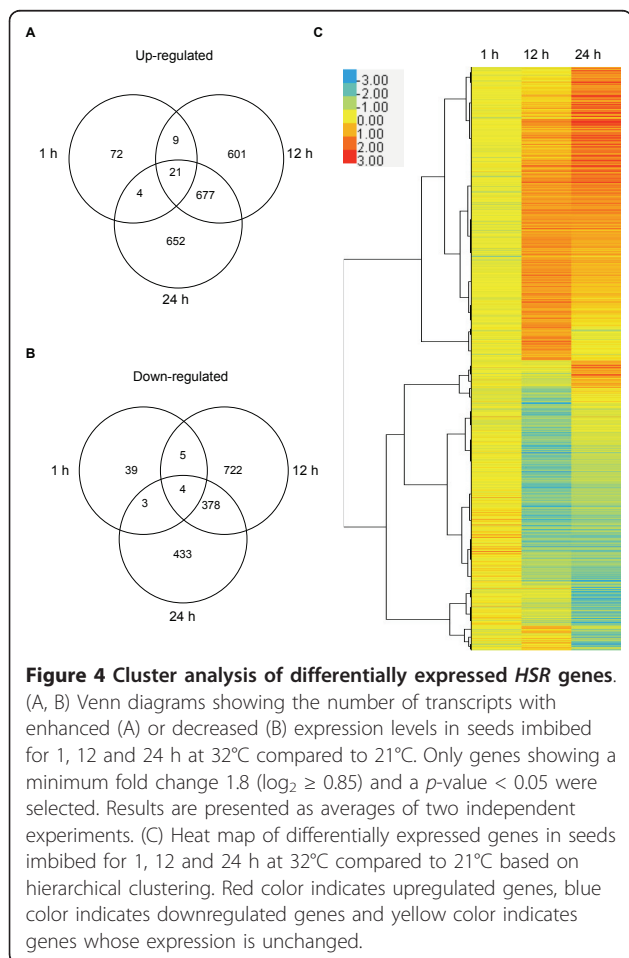 A
Up-regulated
1 h
72
9
601
12 h
21
4
677
652
24 h
B
Down-regulated
1 h
39
5
722
12 h
4
3
378
433
24 h
C
1 h 12 h 24 h
-3.00
-2.00
-1.00
0.00
1.00
2.00
3.00
Figure 4 Cluster analysis of differentially expressed HSR genes.
(A, B) Venn diagrams showing the number of transcripts with
enhanced (A) or decreased (B) expression levels in seeds imbibed
for 1, 12 and 24 h at 32°C compared to 21°C. Only genes showing a
minimum fold change 1.8 (log₂ ≥ 0.85) and a p-value < 0.05 were
selected. Results are presented as averages of two independent
experiments. (C) Heat map of differentially expressed genes in seeds
imbibed for 1, 12 and 24 h at 32°C compared to 21°C based on
hierarchical clustering. Red color indicates upregulated genes, blue
color indicates downregulated genes and yellow color indicates
genes whose expression is unchanged.